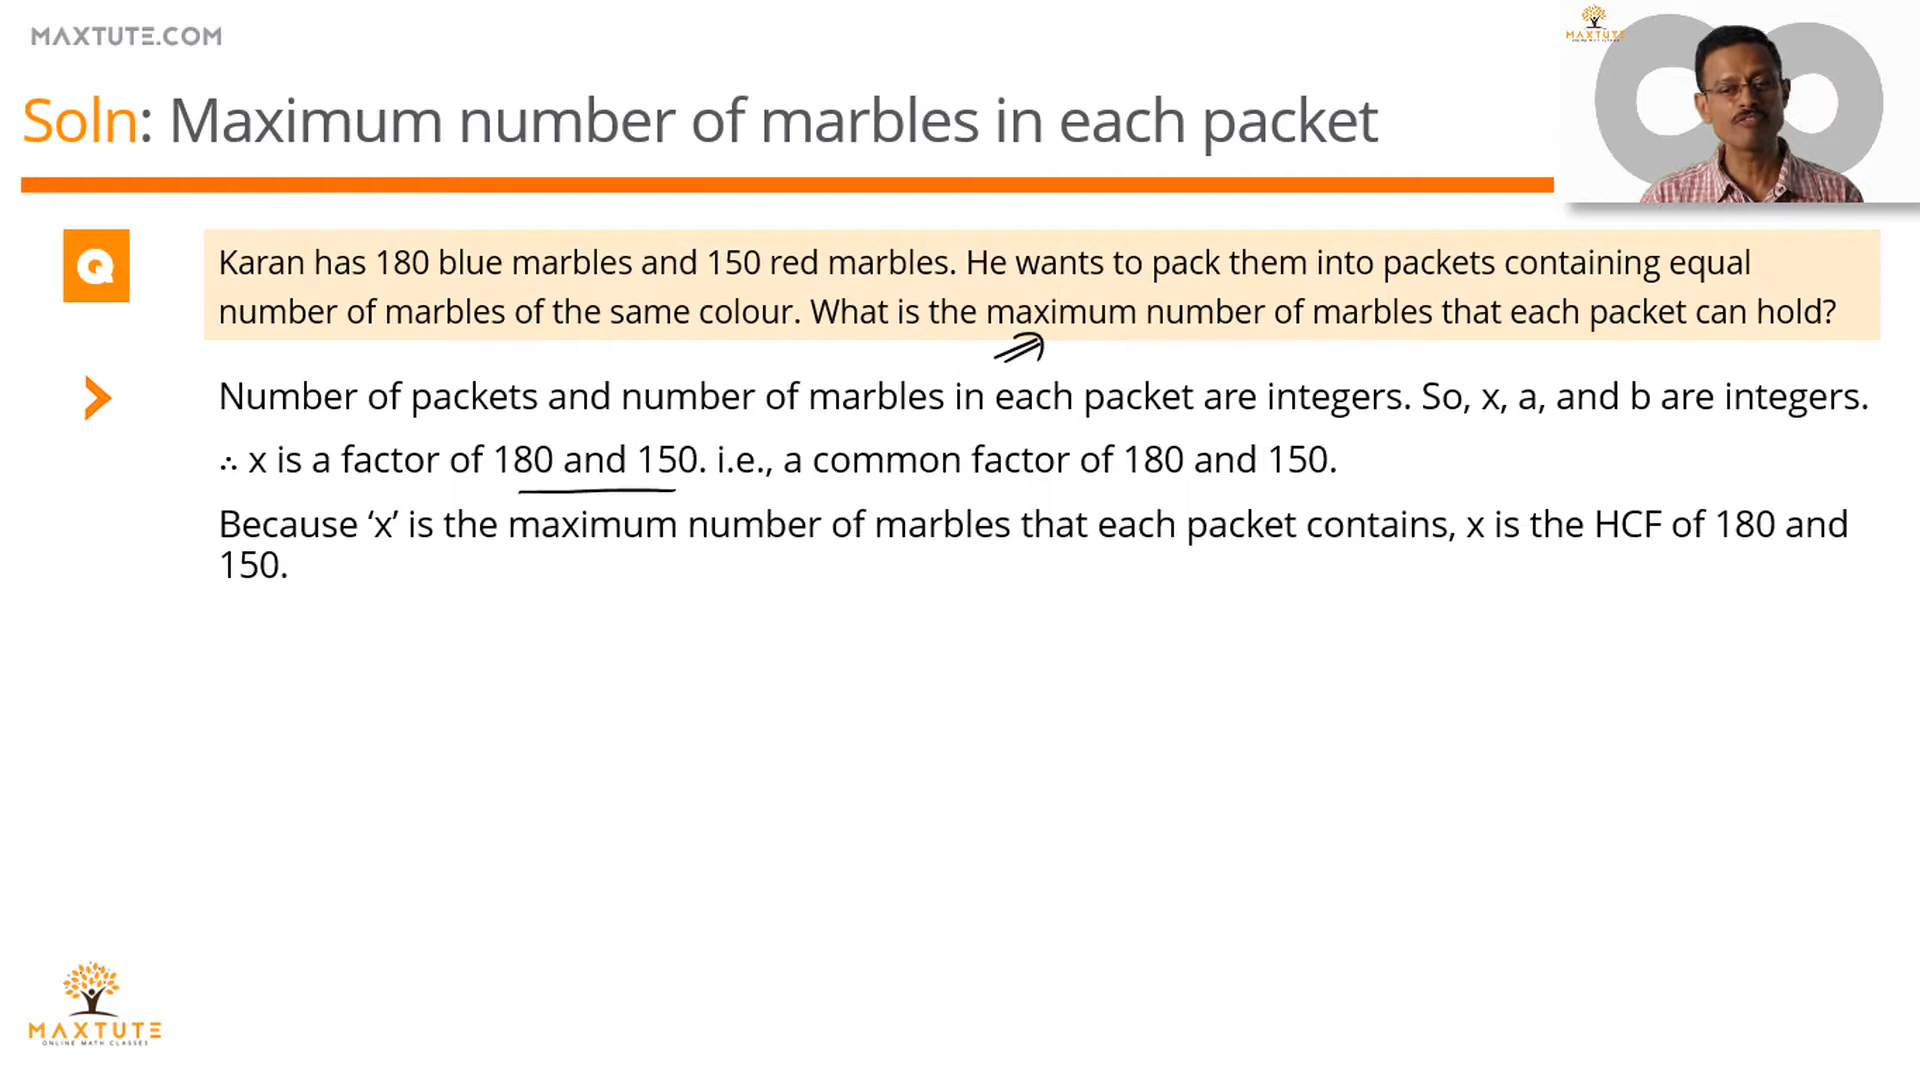 MAXTUTE.COM
MAXTUTE
Soln: Maximum number of marbles in each packet
Q
Karan has 180 blue marbles and 150 red marbles. He wants to pack them into packets containing equal
number of marbles of the same colour. What is the maximum number of marbles that each packet can hold?
Number of packets and number of marbles in each packet are integers. So, x, a, and b are integers.
∴ x is a factor of 180 and 150. i.e., a common factor of 180 and 150.
Because ‘x’ is the maximum number of marbles that each packet contains, x is the HCF of 180 and
150.
MAXTUTE
ONLINE MATH CLASSES